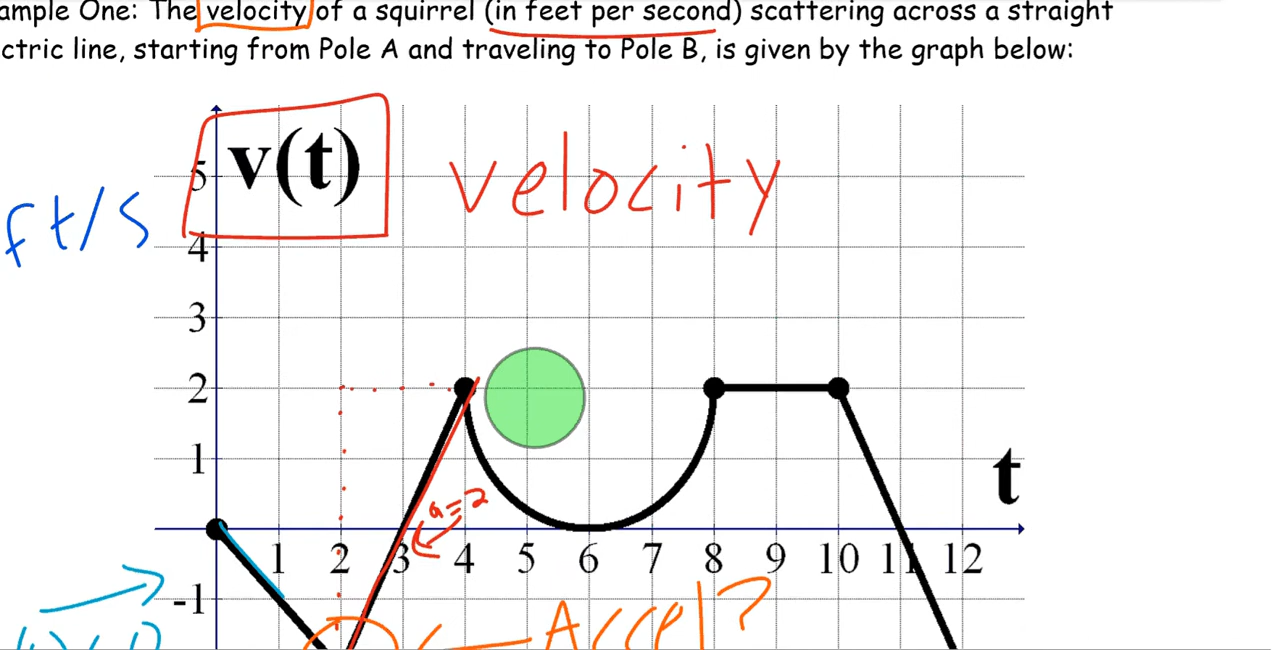 ample One: The velocity of a squirrel (in feet per second) scattering across a straight
ctric line, starting from Pole A and traveling to Pole B, is given by the graph below:
v(t)
velocity
ft/s
5
4
3
2
1
t
a=2
1 2 3 4 5 6 7 8 9 10 11 12
-1
Accel?